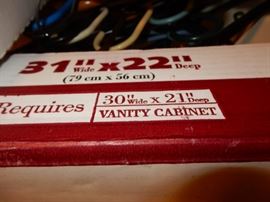 31" Wide x 22" Deep
(79 cm x 56 cm)
Requires
30" Wide x 21" Deep
VANITY CABINET